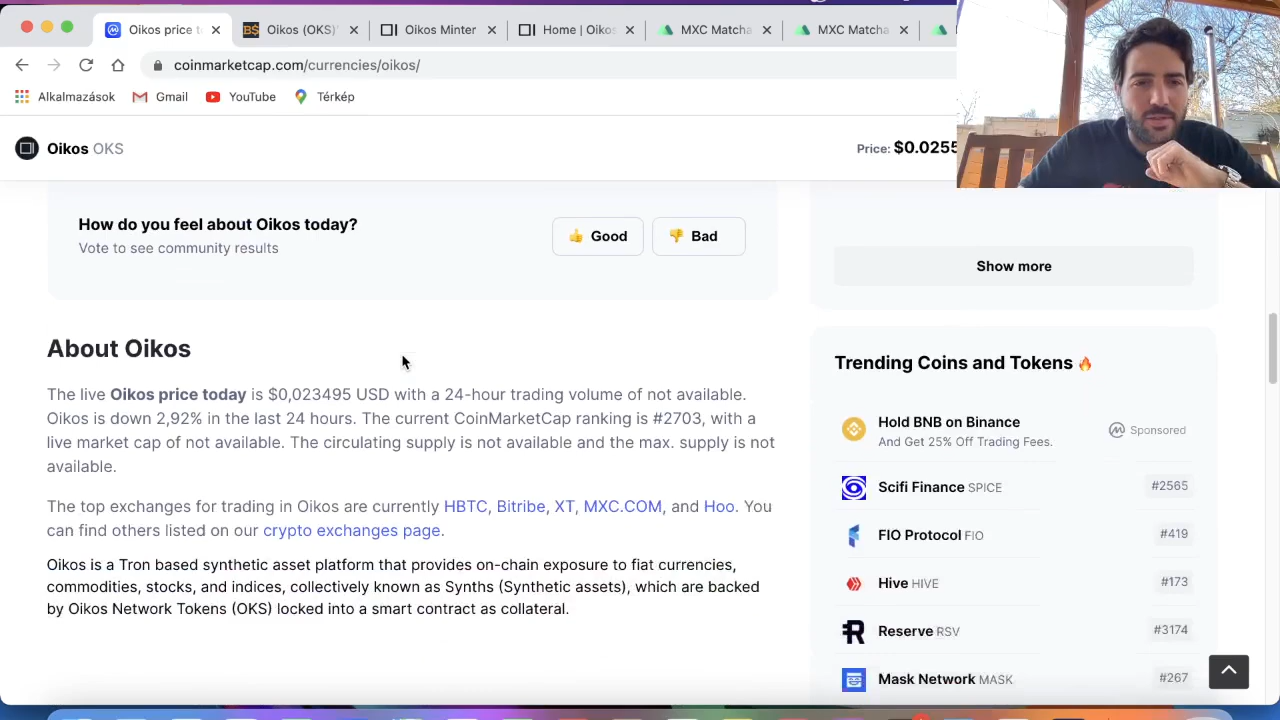 Oikos price t
Oikos (OKS)
Oikos Minter
Home | Oikos
MXC Matcha
MXC Matcha
coinmarketcap.com/currencies/oikos/
Alkalmazások
Gmail
YouTube
Térkép
Oikos OKS
Price: $0.0255
How do you feel about Oikos today?
Vote to see community results
👍 Good
👎 Bad
Show more
About Oikos
The live Oikos price today is $0,023495 USD with a 24-hour trading volume of not available.
Oikos is down 2,92% in the last 24 hours. The current CoinMarketCap ranking is #2703, with a
live market cap of not available. The circulating supply is not available and the max. supply is not
available.
The top exchanges for trading in Oikos are currently HBTC, Bitribe, XT, MXC.COM, and Hoo. You
can find others listed on our crypto exchanges page.
Oikos is a Tron based synthetic asset platform that provides on-chain exposure to fiat currencies,
commodities, stocks, and indices, collectively known as Synths (Synthetic assets), which are backed
by Oikos Network Tokens (OKS) locked into a smart contract as collateral.
Trending Coins and Tokens 🔥
Hold BNB on Binance
And Get 25% Off Trading Fees.
Sponsored
Scifi Finance SPICE
#2565
FIO Protocol FIO
#419
Hive HIVE
#173
Reserve RSV
#3174
Mask Network MASK
#267